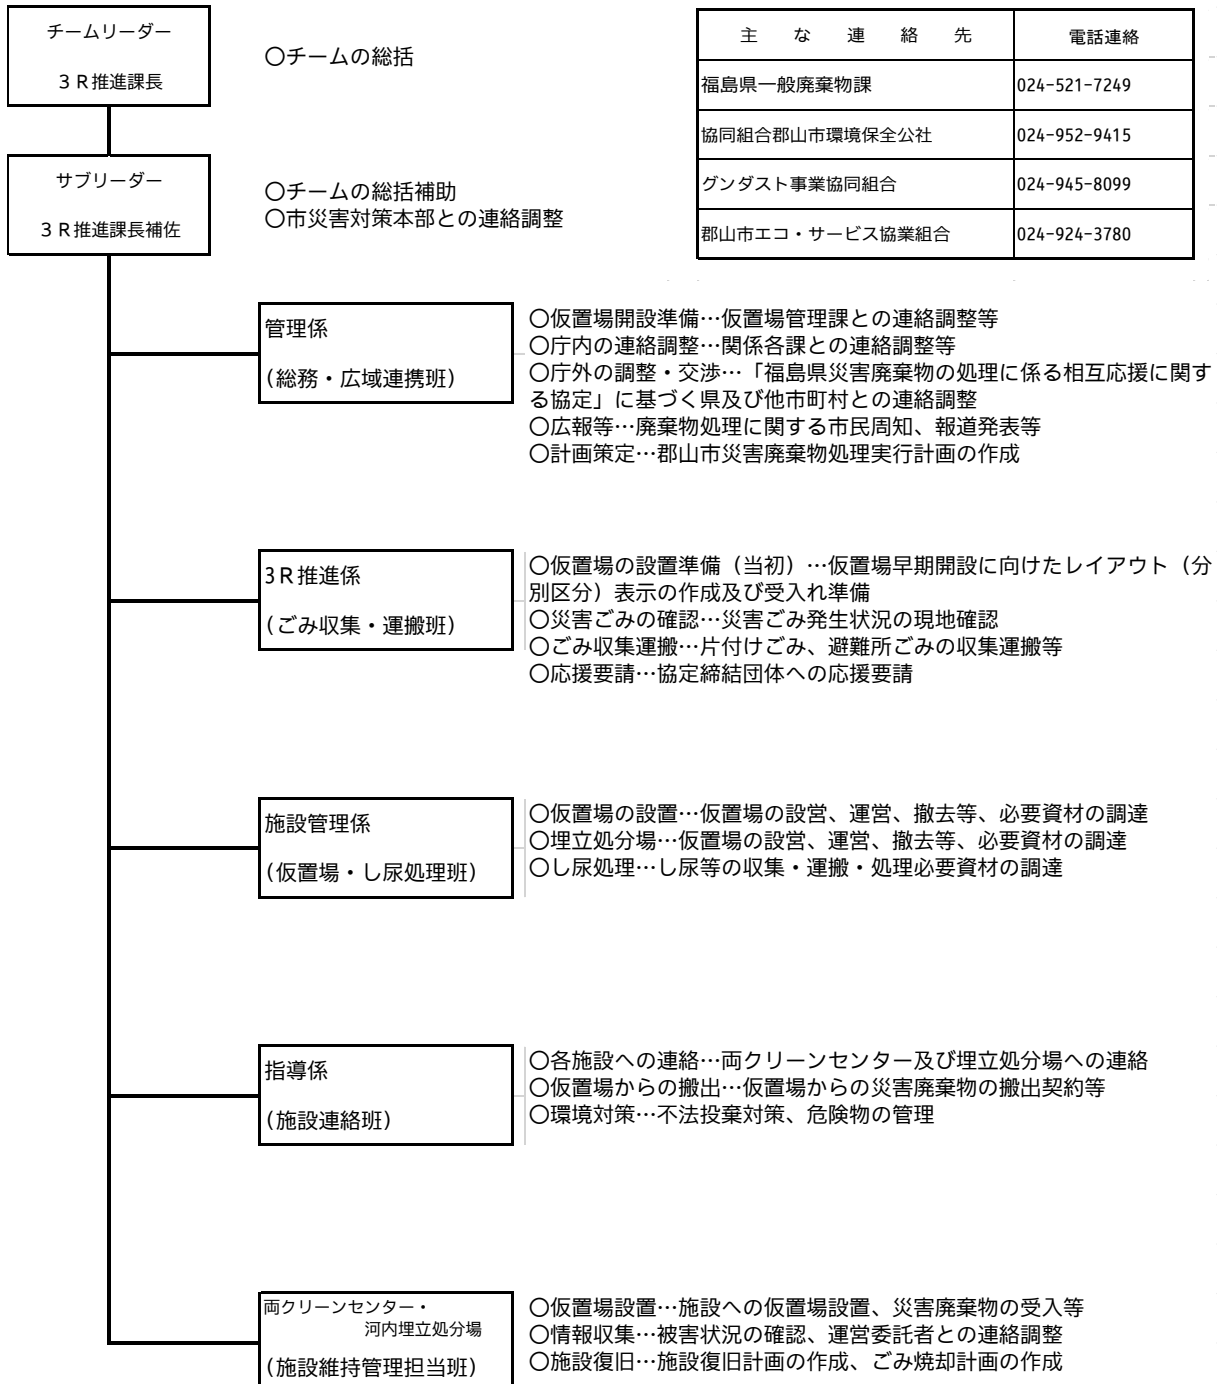 チームリーダー
３Ｒ推進課長
〇チームの総括
主な連絡先 電話連絡
福島県一般廃棄物課 024-521-7249
協同組合郡山市環境保全公社 024-952-9415
グンダスト事業協同組合 024-945-8099
郡山市エコ・サービス協業組合 024-924-3780
サブリーダー
３Ｒ推進課長補佐
〇チームの総括補助
〇市災害対策本部との連絡調整
管理係
(総務・広域連携班)
〇仮置場開設準備…仮置場管理課との連絡調整等
〇庁内の連絡調整…関係各課との連絡調整等
〇庁外の調整・交渉…「福島県災害廃棄物の処理に係る相互応援に関す
る協定」に基づく県及び他市町村との連絡調整
〇広報等…廃棄物処理に関する市民周知、報道発表等
〇計画策定…郡山市災害廃棄物処理実行計画の作成
3Ｒ推進係
(ごみ収集・運搬班)
〇仮置場の設置準備（当初）…仮置場早期開設に向けたレイアウト（分
別区分）表示の作成及び受入れ準備
〇災害ごみの確認…災害ごみ発生状況の現地確認
〇ごみ収集運搬…片付けごみ、避難所ごみの収集運搬等
〇応援要請…協定締結団体への応援要請
施設管理係
(仮置場・し尿処理班)
〇仮置場の設置…仮置場の設営、運営、撤去等、必要資材の調達
〇埋立処分場…仮置場の設営、運営、撤去等、必要資材の調達
〇し尿処理…し尿等の収集・運搬・処理必要資材の調達
指導係
(施設連絡班)
〇各施設への連絡…両クリーンセンター及び埋立処分場への連絡
〇仮置場からの搬出…仮置場からの災害廃棄物の搬出契約等
〇環境対策…不法投棄対策、危険物の管理
両クリーンセンター・
河内埋立処分場
(施設維持管理担当班)
〇仮置場設置…施設への仮置場設置、災害廃棄物の受入等
〇情報収集…被害状況の確認、運営委託者との連絡調整
〇施設復旧…施設復旧計画の作成、ごみ焼却計画の作成